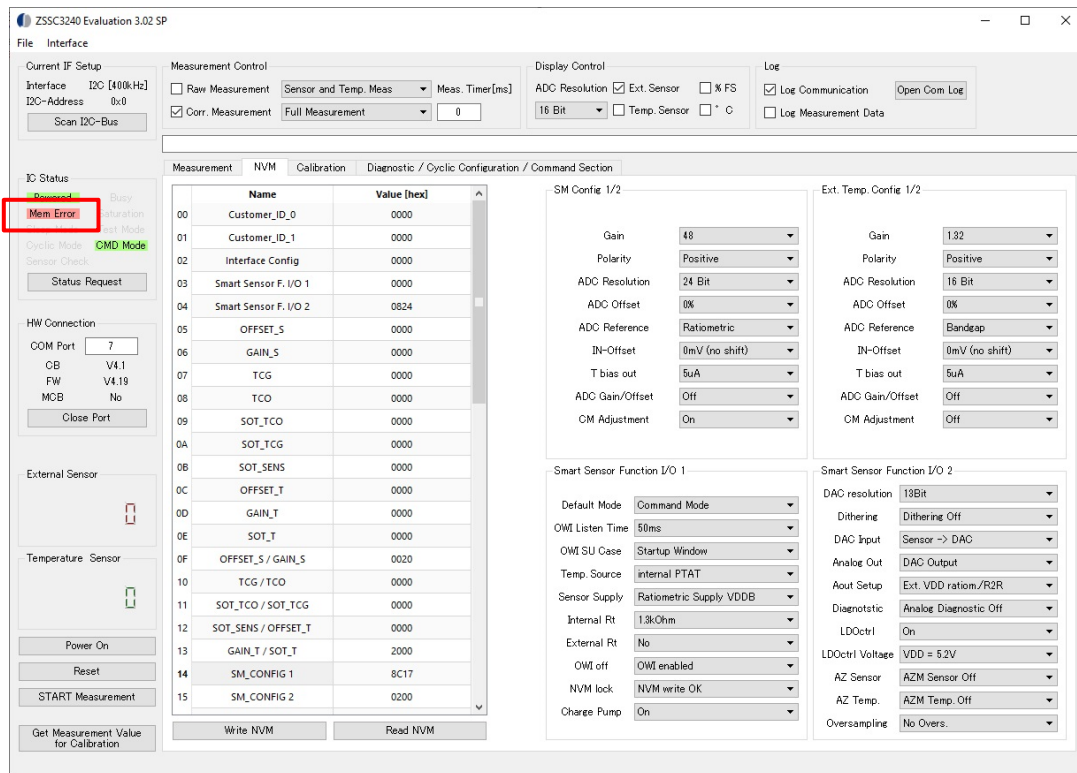 ZSSC3240 Evaluation 3.02 SP
File Interface
Current IF Setup
Interface I2C [400kHz]
I2C-Address 0x0
Scan I2C-Bus
Measurement Control
Raw Measurement Sensor and Temp. Meas Meas. Timer[ms]
Corr. Measurement Full Measurement 0
Display Control
ADC Resolution Ext. Sensor % FS
16 Bit Temp. Sensor ° C
Log
Log Communication Open Com Log
Log Measurement Data
IC Status
Powered Busy
Mem Error Saturation
Test Mode
Cyclic Mode CMD Mode
Sensor Check
Status Request
HW Connection
COM Port 7
CB V4.1
FW V4.19
MCB No
Close Port
External Sensor
0
Temperature Sensor
0
Power On
Reset
START Measurement
Get Measurement Value
for Calibration
Measurement NVM Calibration Diagnostic / Cyclic Configuration / Command Section
Name Value [hex]
00 Customer_ID_0 0000
01 Customer_ID_1 0000
02 Interface Config 0000
03 Smart Sensor F. I/O 1 0000
04 Smart Sensor F. I/O 2 0824
05 OFFSET_S 0000
06 GAIN_S 0000
07 TCG 0000
08 TCO 0000
09 SOT_TCO 0000
0A SOT_TCG 0000
0B SOT_SENS 0000
0C OFFSET_T 0000
0D GAIN_T 0000
0E SOT_T 0000
0F OFFSET_S / GAIN_S 0020
10 TCG / TCO 0000
11 SOT_TCO / SOT_TCG 0000
12 SOT_SENS / OFFSET_T 0000
13 GAIN_T / SOT_T 2000
14 SM_CONFIG 1 8C17
15 SM_CONFIG 2 0200
Write NVM Read NVM
SM Config 1/2
Gain 48
Polarity Positive
ADC Resolution 24 Bit
ADC Offset 0%
ADC Reference Ratiometric
IN-Offset 0mV (no shift)
T bias out 5uA
ADC Gain/Offset Off
CM Adjustment On
Ext. Temp. Config 1/2
Gain 1.32
Polarity Positive
ADC Resolution 16 Bit
ADC Offset 0%
ADC Reference Bandgap
IN-Offset 0mV (no shift)
T bias out 5uA
ADC Gain/Offset Off
CM Adjustment Off
Smart Sensor Function I/O 1
Default Mode Command Mode
OWI Listen Time 50ms
OWI SU Case Startup Window
Temp. Source internal PTAT
Sensor Supply Ratiometric Supply VDDB
Internal Rt 1.3kOhm
External Rt No
OWI off OWI enabled
NVM lock NVM write OK
Charge Pump On
Smart Sensor Function I/O 2
DAC resolution 13Bit
Dithering Dithering Off
DAC Input Sensor -> DAC
Analog Out DAC Output
Aout Setup Ext. VDD ratiom./R2R
Diagnotstic Analog Diagnostic Off
LDOctrl On
LDOctrl Voltage VDD = 5.2V
AZ Sensor AZM Sensor Off
AZ Temp. AZM Temp. Off
Oversampling No Overs.